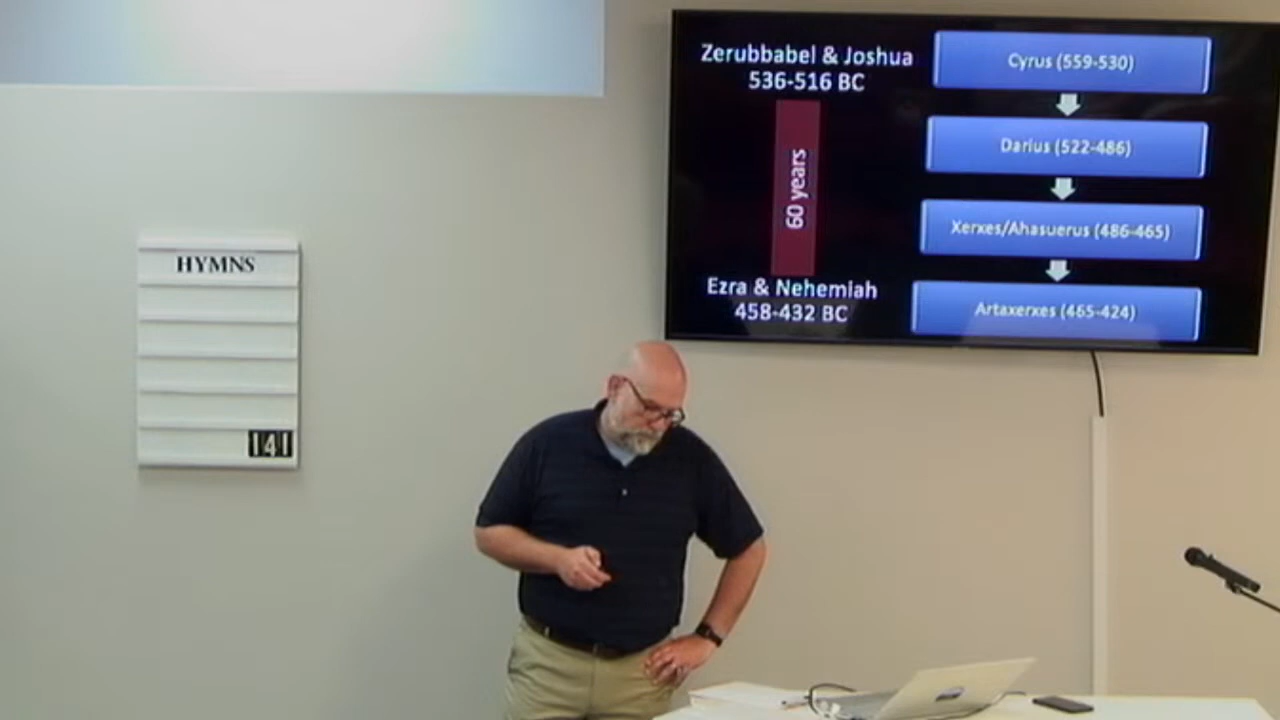 Zerubbabel & Joshua
536-516 BC
60 years
Ezra & Nehemiah
458-432 BC
Cyrus (559-530)
Darius (522-486)
Xerxes/Ahasuerus (486-465)
Artaxerxes (465-424)
HYMNS
141